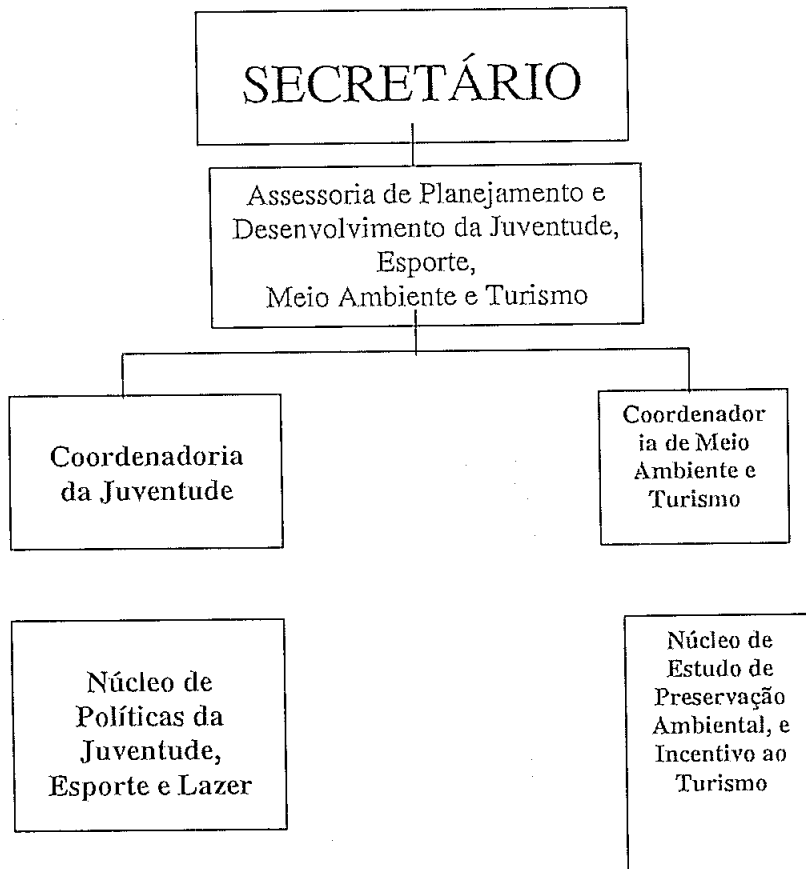 SECRETÁRIO
Assessoria de Planejamento e
Desenvolvimento da Juventude,
Esporte,
Meio Ambiente e Turismo
Coordenadoria
da Juventude
Coordenador
ia de Meio
Ambiente e
Turismo
Núcleo de
Políticas da
Juventude,
Esporte e Lazer
Núcleo de
Estudo de
Preservação
Ambiental, e
Incentivo ao
Turismo